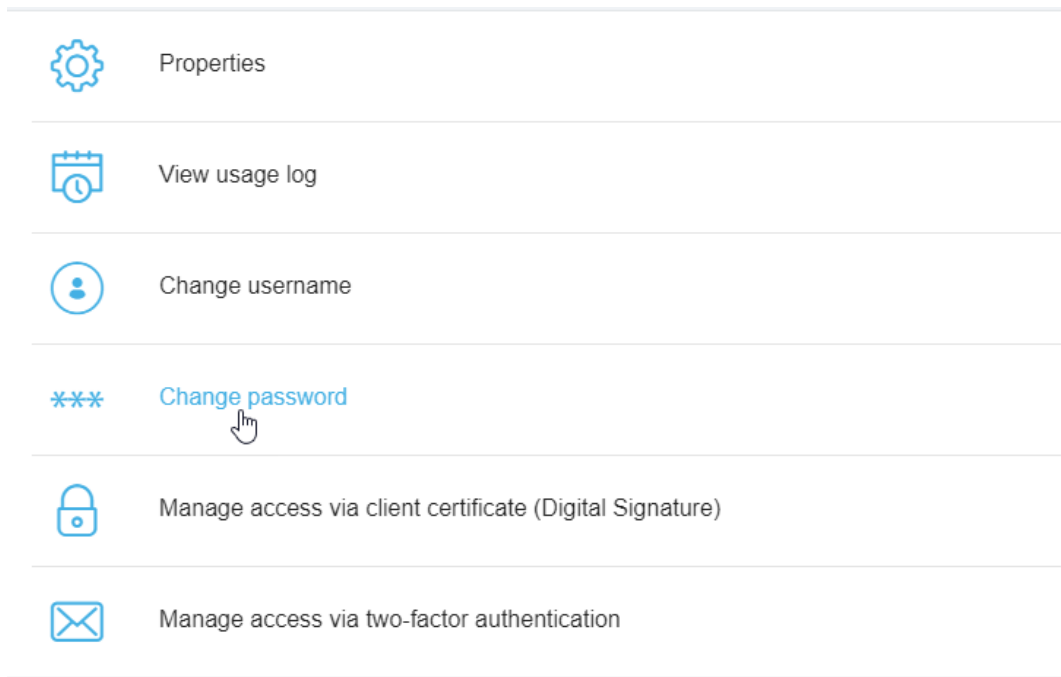 Properties
View usage log
Change username
Change password
Manage access via client certificate (Digital Signature)
Manage access via two-factor authentication